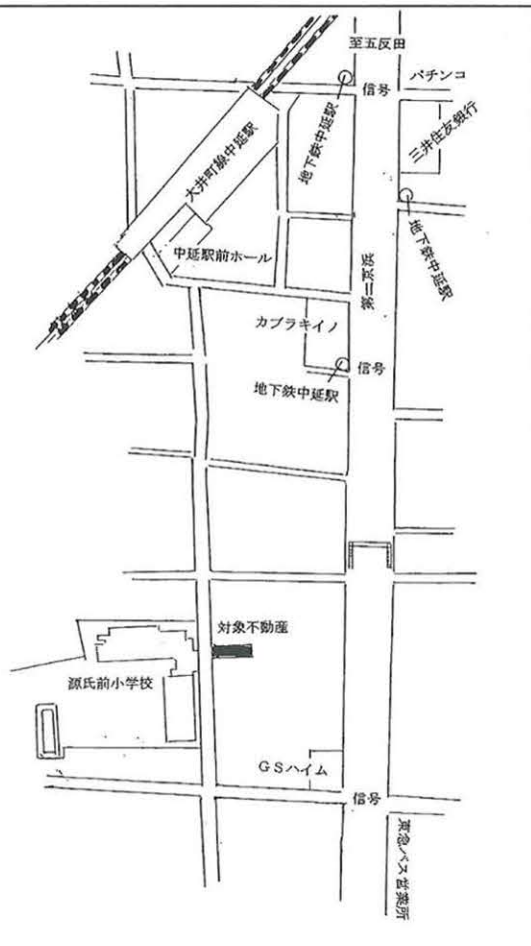 至五反田
パチンコ
信号
地下鉄中延駅
三井住友銀行
大井町線中延駅
地下鉄中延駅
中延駅前ホール
第二京浜
カブラキイノ
信号
地下鉄中延駅
対象不動産
源氏前小学校
GSハイム
信号
東急バス営業所